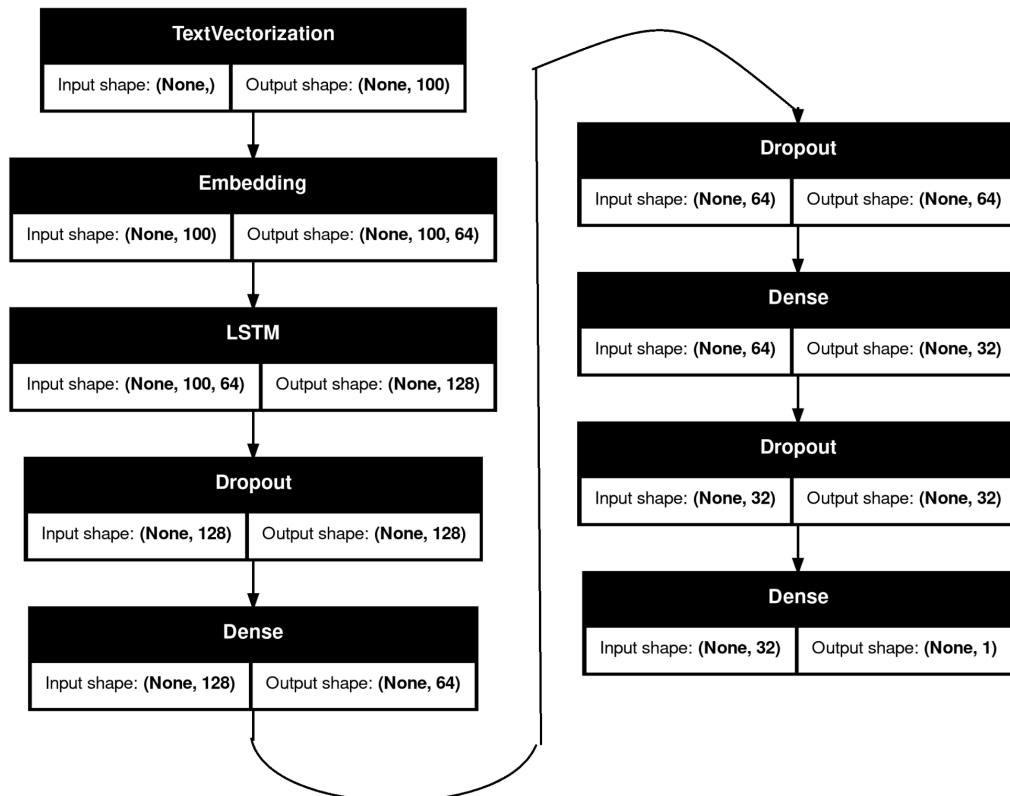 TextVectorization
Input shape: (None,) Output shape: (None, 100)
Embedding
Input shape: (None, 100) Output shape: (None, 100, 64)
LSTM
Input shape: (None, 100, 64) Output shape: (None, 128)
Dropout
Input shape: (None, 128) Output shape: (None, 128)
Dense
Input shape: (None, 128) Output shape: (None, 64)
Dropout
Input shape: (None, 64) Output shape: (None, 64)
Dense
Input shape: (None, 64) Output shape: (None, 32)
Dropout
Input shape: (None, 32) Output shape: (None, 32)
Dense
Input shape: (None, 32) Output shape: (None, 1)